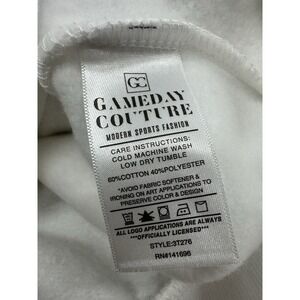 GC
GAMEDAY
COUTURE
MODERN SPORTS FASHION
CARE INSTRUCTIONS:
COLD MACHINE WASH
LOW DRY TUMBLE
60%COTTON 40%POLYESTER
*AVOID FABRIC SOFTENER &
IRONING ON ART APPLICATIONS TO
PRESERVE COLOR & DESIGN
ALL LOGO APPLICATIONS ARE ALWAYS
***OFFICIALLY LICENSED***
STYLE:3T276
RN#141696